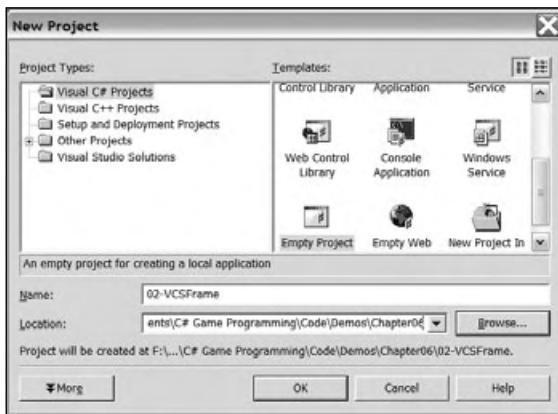 New Project
Project Types:
Templates:
Visual C# Projects
Visual C++ Projects
Setup and Deployment Projects
Other Projects
Visual Studio Solutions
Control Library
Application
Service
Web Control Library
Console Application
Windows Service
Empty Project
Empty Web
New Project In
An empty project for creating a local application
Name:
02-VCSFrame
Location:
ents\C# Game Programming\Code\Demos\Chapter06
Browse...
Project will be created at F:\...\C# Game Programming\Code\Demos\Chapter06\02-VCSFrame.
More
OK
Cancel
Help